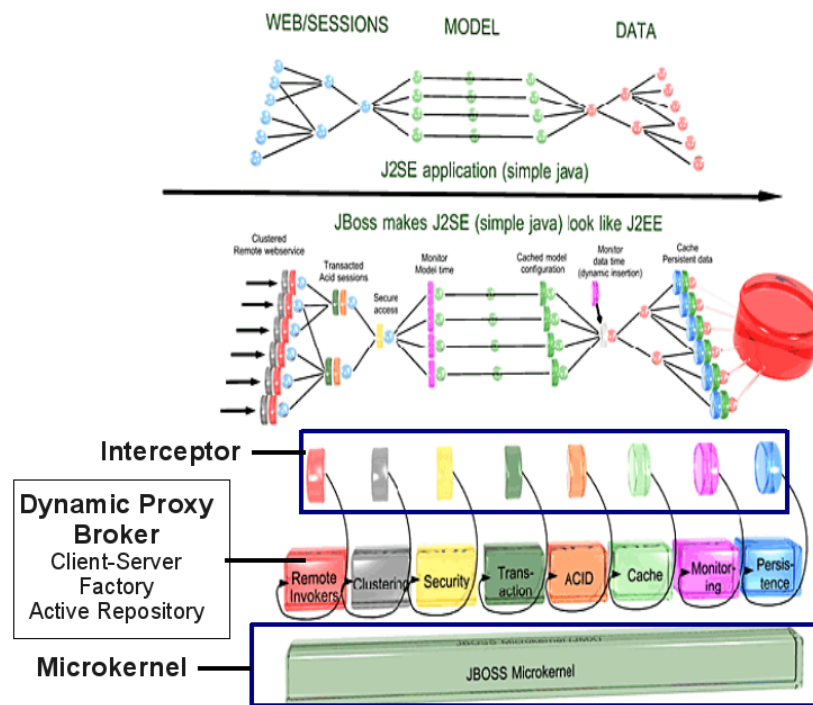 WEB/SESSIONS
MODEL
DATA
J2SE application (simple java)
JBoss makes J2SE (simple java) look like J2EE
Clustered
Remote webservice
Transacted
Acid sessions
Secure
access
Monitor
Model time
Cached model
configuration
Monitor
data time
(dynamic insertion)
Cache
Persistent data
Interceptor
Dynamic Proxy
Broker
Client-Server
Factory
Active Repository
Remote
Invokers
Clustering
Security
Trans-
action
ACID
Cache
Monitor-
ing
Persis-
tence
Microkernel
JBOSS Microkernel (JMX)
JBOSS Microkernel